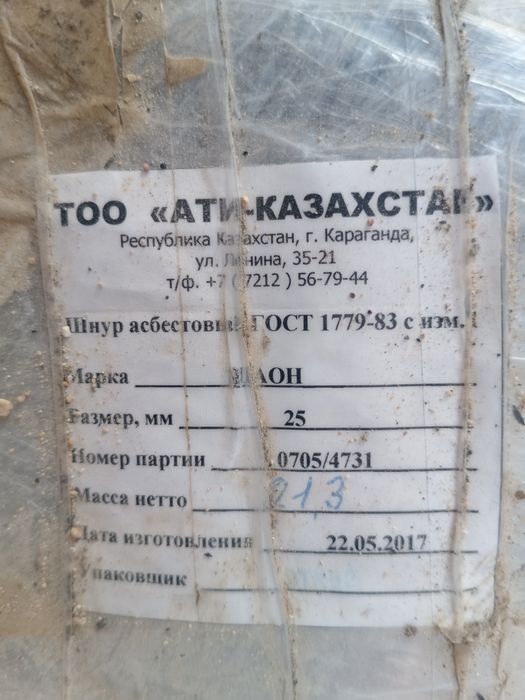 ТОО «АТИ-КАЗАХСТАН»
Республика Казахстан, г. Караганда,
ул. Ленина, 35-21
т/ф. +7 ( 7212 ) 56-79-44
Шнур асбестовый ГОСТ 1779-83 с изм.
Марка ШАОН
Размер, мм 25
Номер партии 0705/4731
Масса нетто 21,3
Дата изготовления 22.05.2017
Упаковщик